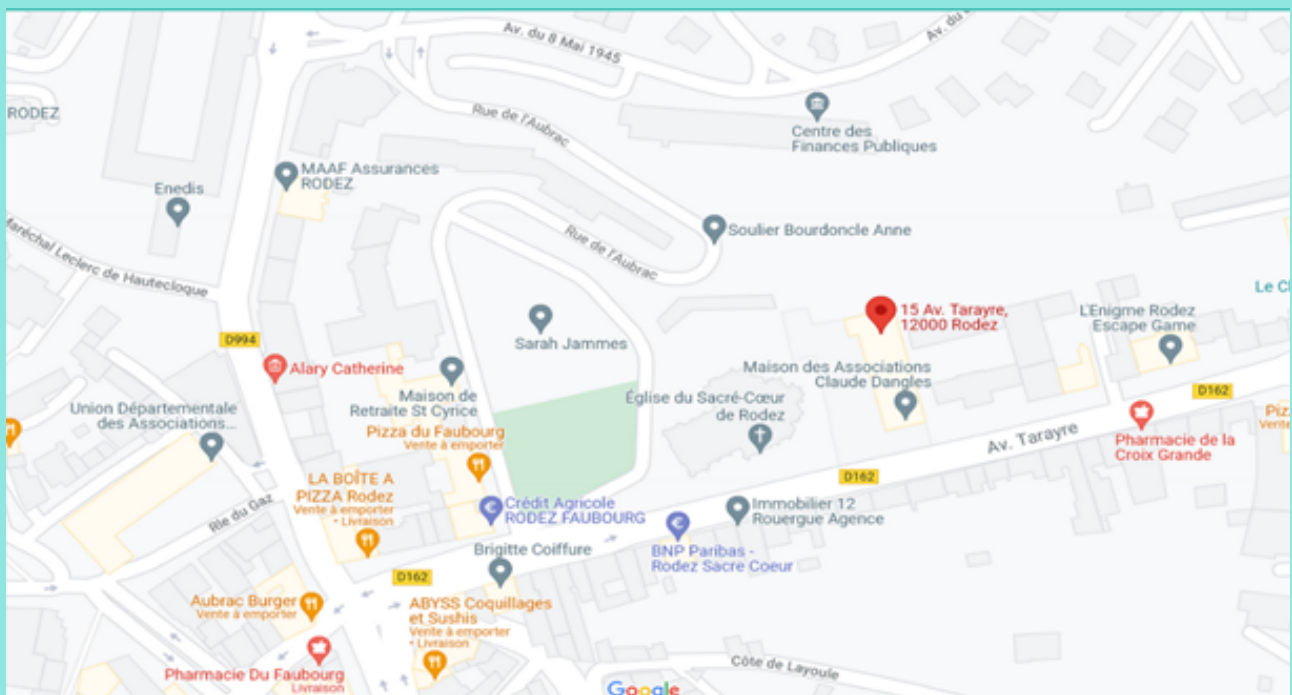 Av. du 8 Mai 1945
RODEZ
Rue de l'Aubrac
Centre des
Finances Publiques
MAAF Assurances
RODEZ
Enedis
Maréchal Leclerc de Hautecloque
Rue de l'Aubrac
Soulier Bourdoncle Anne
Le
15 Av. Tarayre,
12000 Rodez
L'Enigme Rodez
Escape Game
D994
Sarah Jammes
Alary Catherine
Maison des Associations
Claude Dangles
Maison de
Retraite St Cyrice
Église du Sacré-Cœur
de Rodez
D162
Union Départementale
des Associations...
Pizza du Faubourg
Vente à emporter
Av. Tarayre
Pharmacie de la
Croix Grande
LA BOÎTE A
PIZZA Rodez
Vente à emporter
• Livraison
D162
Rue du Gaz
Crédit Agricole
RODEZ FAUBOURG
Immobilier 12
Rouergue Agence
Brigitte Coiffure
BNP Paribas -
Rodez Sacre Coeur
D162
Aubrac Burger
Vente à emporter
ABYSS Coquillages
et Sushis
Vente à emporter
• Livraison
Pharmacie Du Faubourg
Livraison
Côte de Layoule
Google